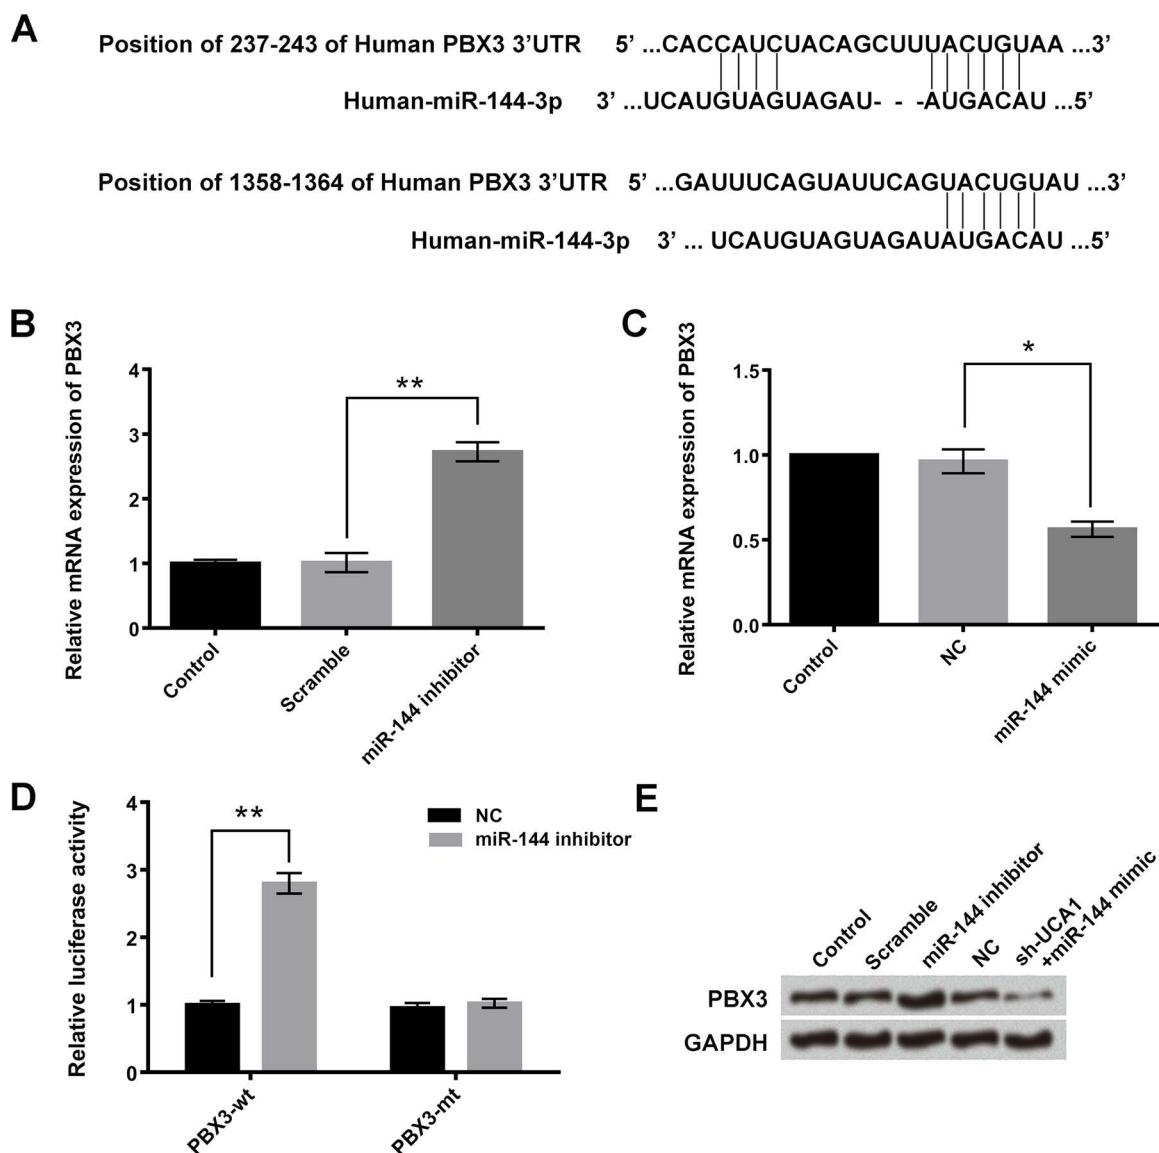 A
Position of 237-243 of Human PBX3 3'UTR 5' ...CACCAUCUACAGCUUUACUGUAA ...3'
Human-miR-144-3p 3' ...UCAUGUAGUAGAU- - -AUGACAU ...5'
Position of 1358-1364 of Human PBX3 3'UTR 5' ...GAUUUCAGUAUUCAGUACUGUAU ...3'
Human-miR-144-3p 3' ... UCAUGUAGUAGAUAUGACAU ...5'
B
Relative mRNA expression of PBX3
4
3
2
1
0
**
Control
Scramble
miR-144 inhibitor
C
Relative mRNA expression of PBX3
1.5
1.0
0.5
0.0
*
Control
NC
miR-144 mimic
D
Relative luciferase activity
4
3
2
1
0
**
NC
miR-144 inhibitor
PBX3-wt
PBX3-mt
E
Control
Scramble
miR-144 inhibitor
NC
sh-UCA1
+miR-144 mimic
PBX3
GAPDH